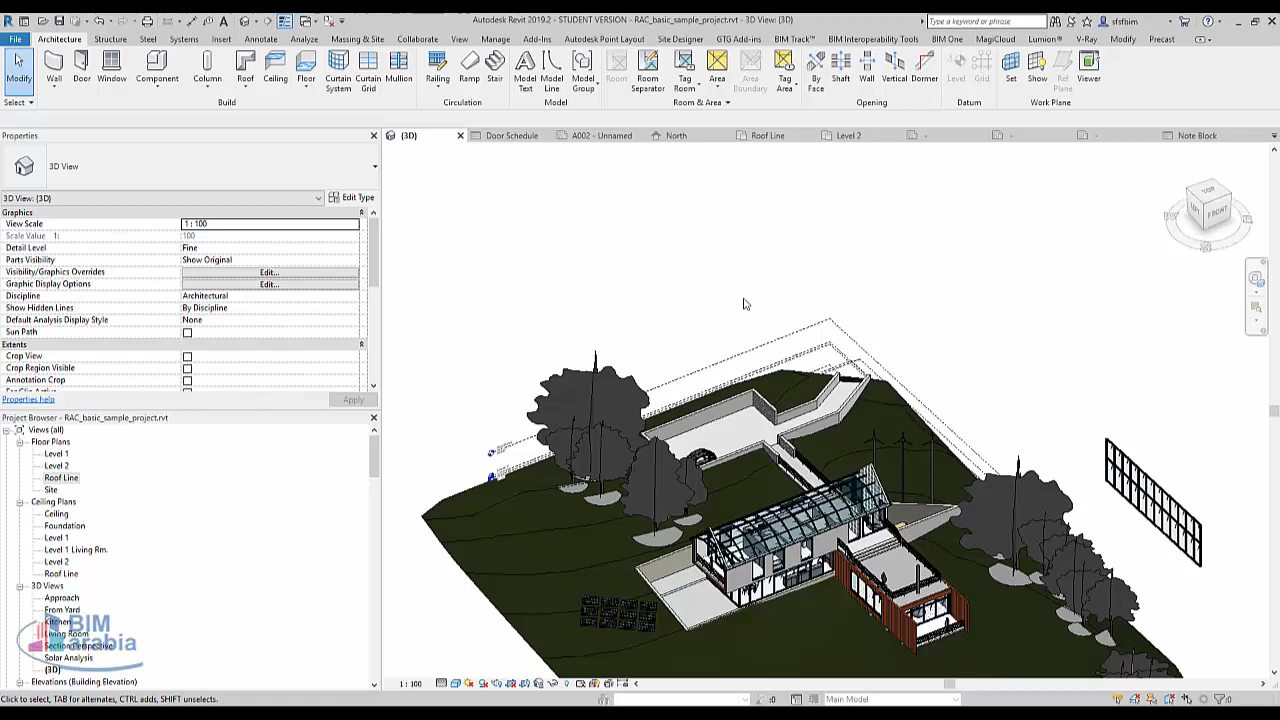 Autodesk Revit 2019.2 - STUDENT VERSION - RAC_basic_sample_project.rvt - 3D View: {3D}
Type a keyword or phrase
sfsfbim
File Architecture Structure Steel Systems Insert Annotate Analyze Massing & Site Collaborate View Manage Add-Ins Autodesk Point Layout Site Designer GTG Add-ins BIM Track™ BIM Interoperability Tools BIM One MagiCloud Lumion® V-Ray Modify Precast
Modify Wall Door Window Component Column Roof Ceiling Floor Curtain System Curtain Grid Mullion Railing Ramp Stair Model Text Model Line Model Group Room Room Separator Tag Room Area Area Boundary Tag Area By Face Shaft Wall Vertical Dormer Level Grid Set Show Ref Plane Viewer
Select Build Circulation Model Room & Area Opening Datum Work Plane
Properties
{3D} Door Schedule A002 - Unnamed North Roof Line Level 2 - - - Note Block
3D View
3D View: {3D} Edit Type
Graphics
View Scale 1 : 100
Scale Value 1: 100
Detail Level Fine
Parts Visibility Show Original
Visibility/Graphics Overrides Edit...
Graphic Display Options Edit...
Discipline Architectural
Show Hidden Lines By Discipline
Default Analysis Display Style None
Sun Path
Extents
Crop View
Crop Region Visible
Annotation Crop
Properties help Apply
Project Browser - RAC_basic_sample_project.rvt
Views (all)
Floor Plans
Level 1
Level 2
Roof Line
Site
Ceiling Plans
Ceiling
Foundation
Level 1
Level 1 Living Rm.
Level 2
Roof Line
3D Views
Approach
From Yard
Kitchen
Living Room
Section Perspective
Solar Analysis
{3D}
Elevations (Building Elevation)
BIM
arabia
TOP
FRONT
1 : 100
Click to select, TAB for alternates, CTRL adds, SHIFT unselects.
:0
Main Model
:0